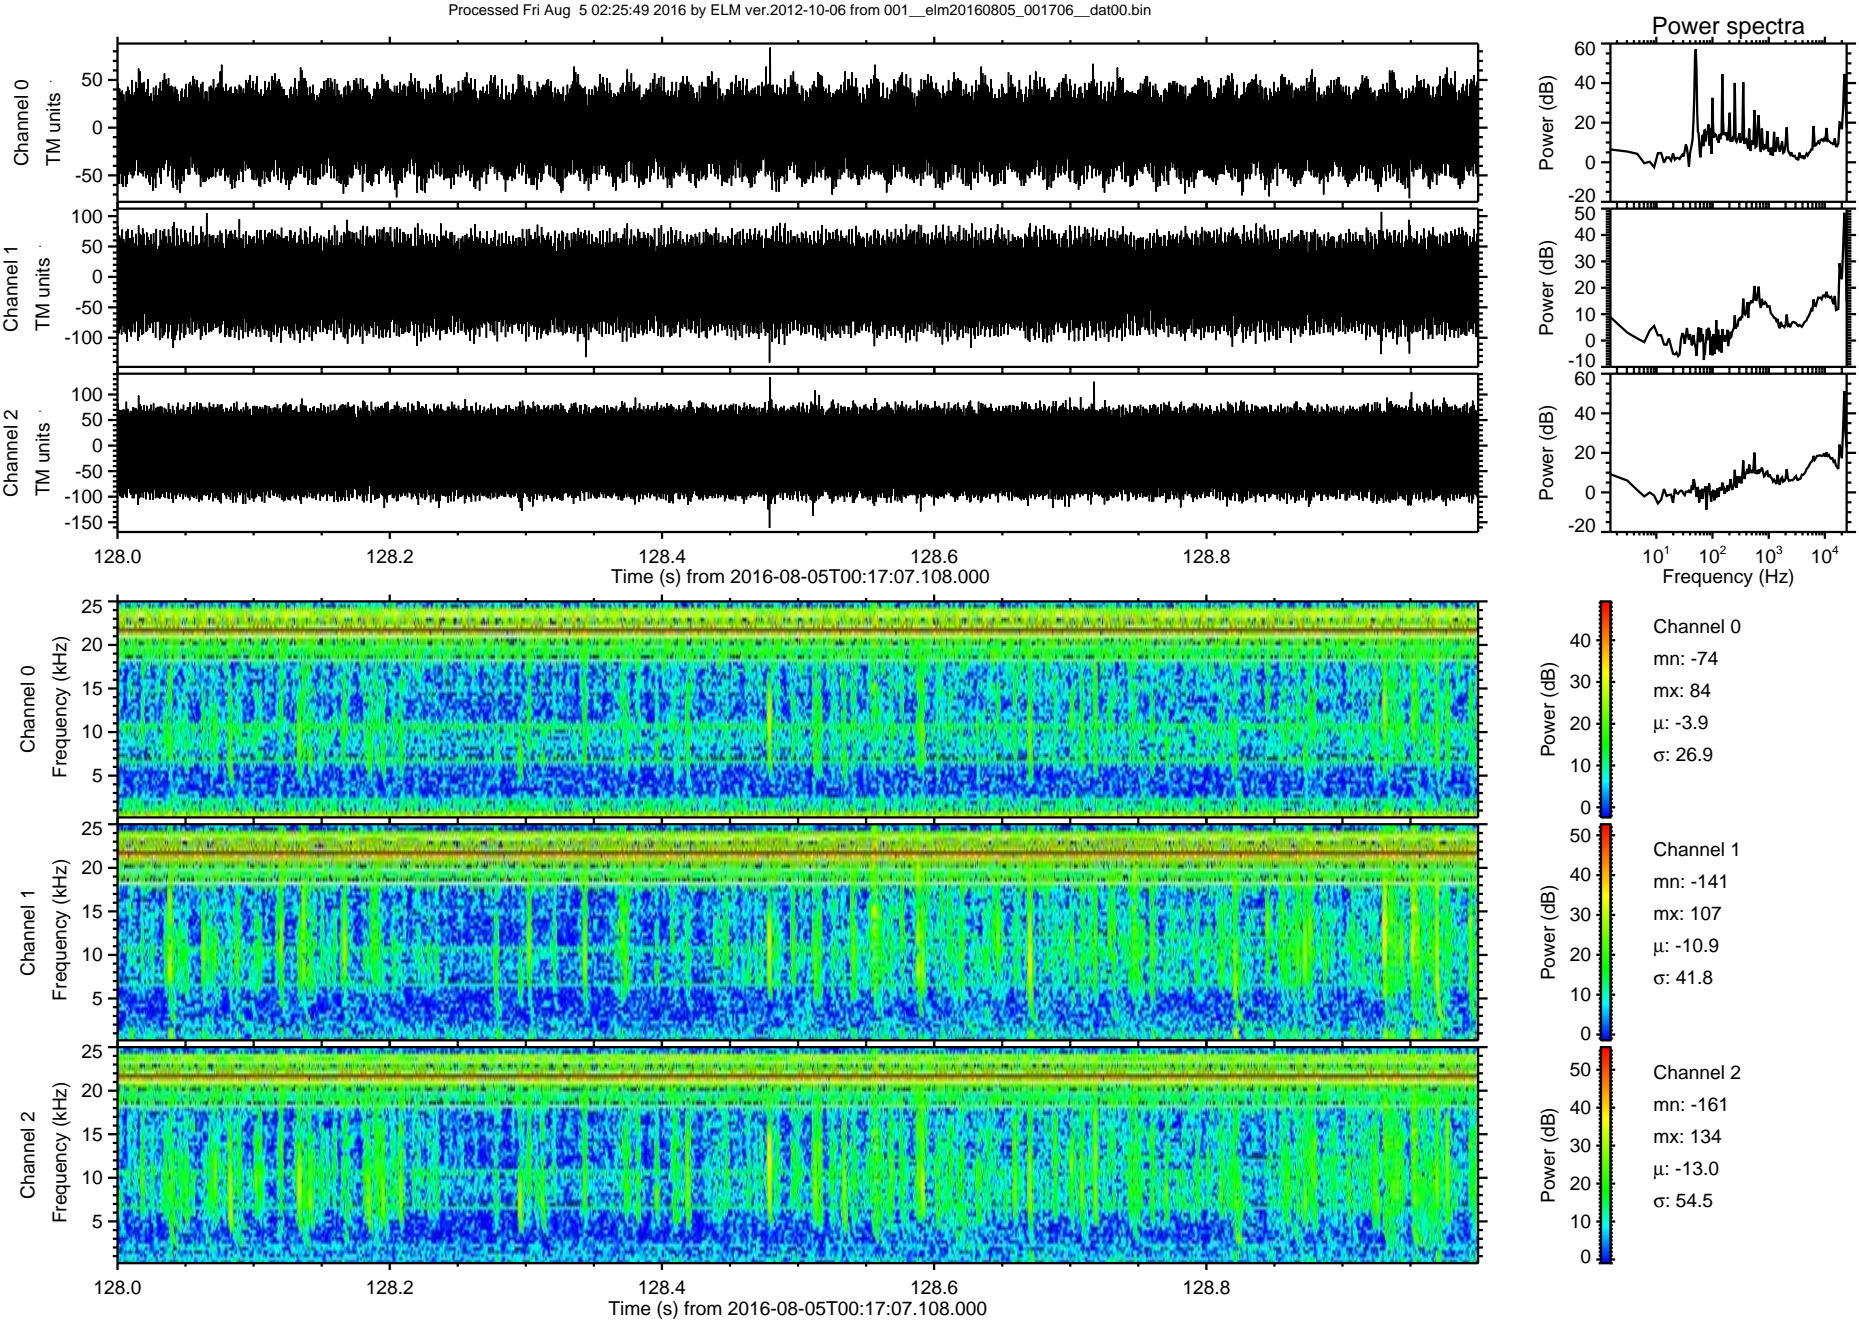 Processed Fri Aug  5 02:25:49 2016 by ELM ver.2012-10-06 from 001__elm20160805_001706__dat00.bin
Power spectra
Channel 0
TM units
50
0
-50
Power (dB)
60
40
20
0
-20
Channel 1
TM units
100
50
0
-50
-100
Power (dB)
50
40
30
20
10
0
-10
Channel 2
TM units
100
50
0
-50
-100
-150
Power (dB)
60
40
20
0
-20
128.0 128.2 128.4 128.6 128.8
Time (s) from 2016-08-05T00:17:07.108.000
10^1 10^2 10^3 10^4
Frequency (Hz)
Channel 0
Frequency (kHz)
25
20
15
10
5
Power (dB)
40
30
20
10
0
Channel 0
mn: -74
mx: 84
μ: -3.9
σ: 26.9
Channel 1
Frequency (kHz)
25
20
15
10
5
Power (dB)
50
40
30
20
10
0
Channel 1
mn: -141
mx: 107
μ: -10.9
σ: 41.8
Channel 2
Frequency (kHz)
25
20
15
10
5
Power (dB)
50
40
30
20
10
0
Channel 2
mn: -161
mx: 134
μ: -13.0
σ: 54.5
128.0 128.2 128.4 128.6 128.8
Time (s) from 2016-08-05T00:17:07.108.000